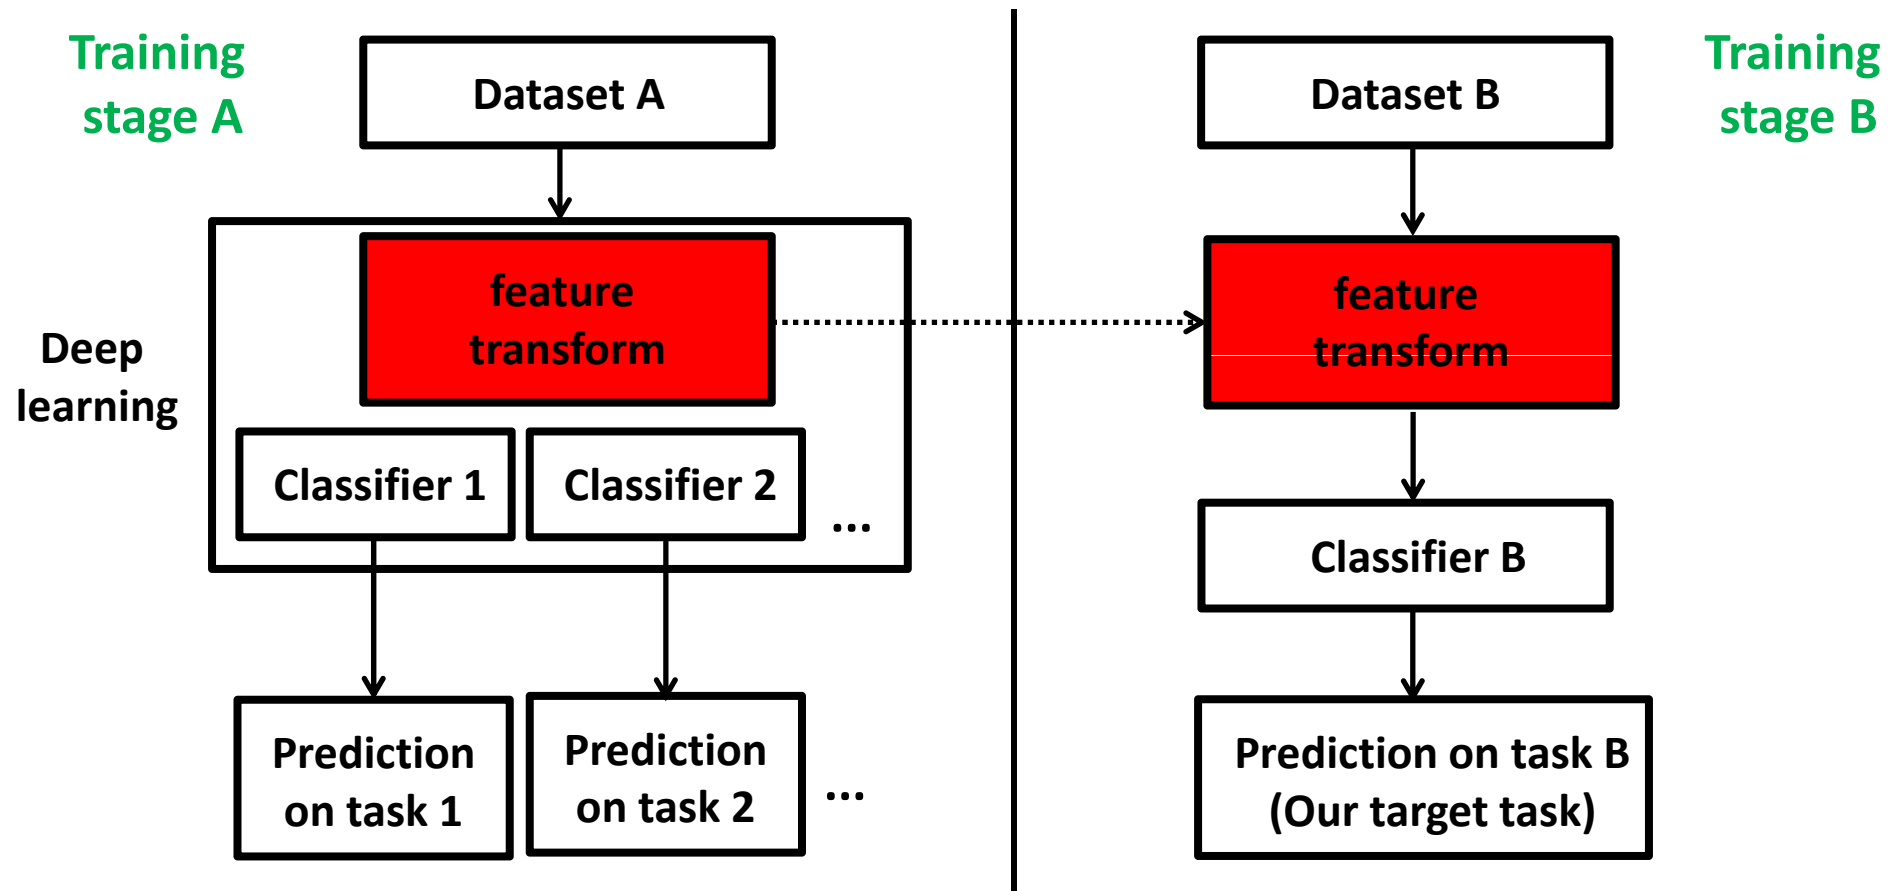 Training
stage A
Dataset A
Deep
learning
feature
transform
Classifier 1
Classifier 2
...
Prediction
on task 1
Prediction
on task 2
...
Training
stage B
Dataset B
feature
transform
Classifier B
Prediction on task B
(Our target task)